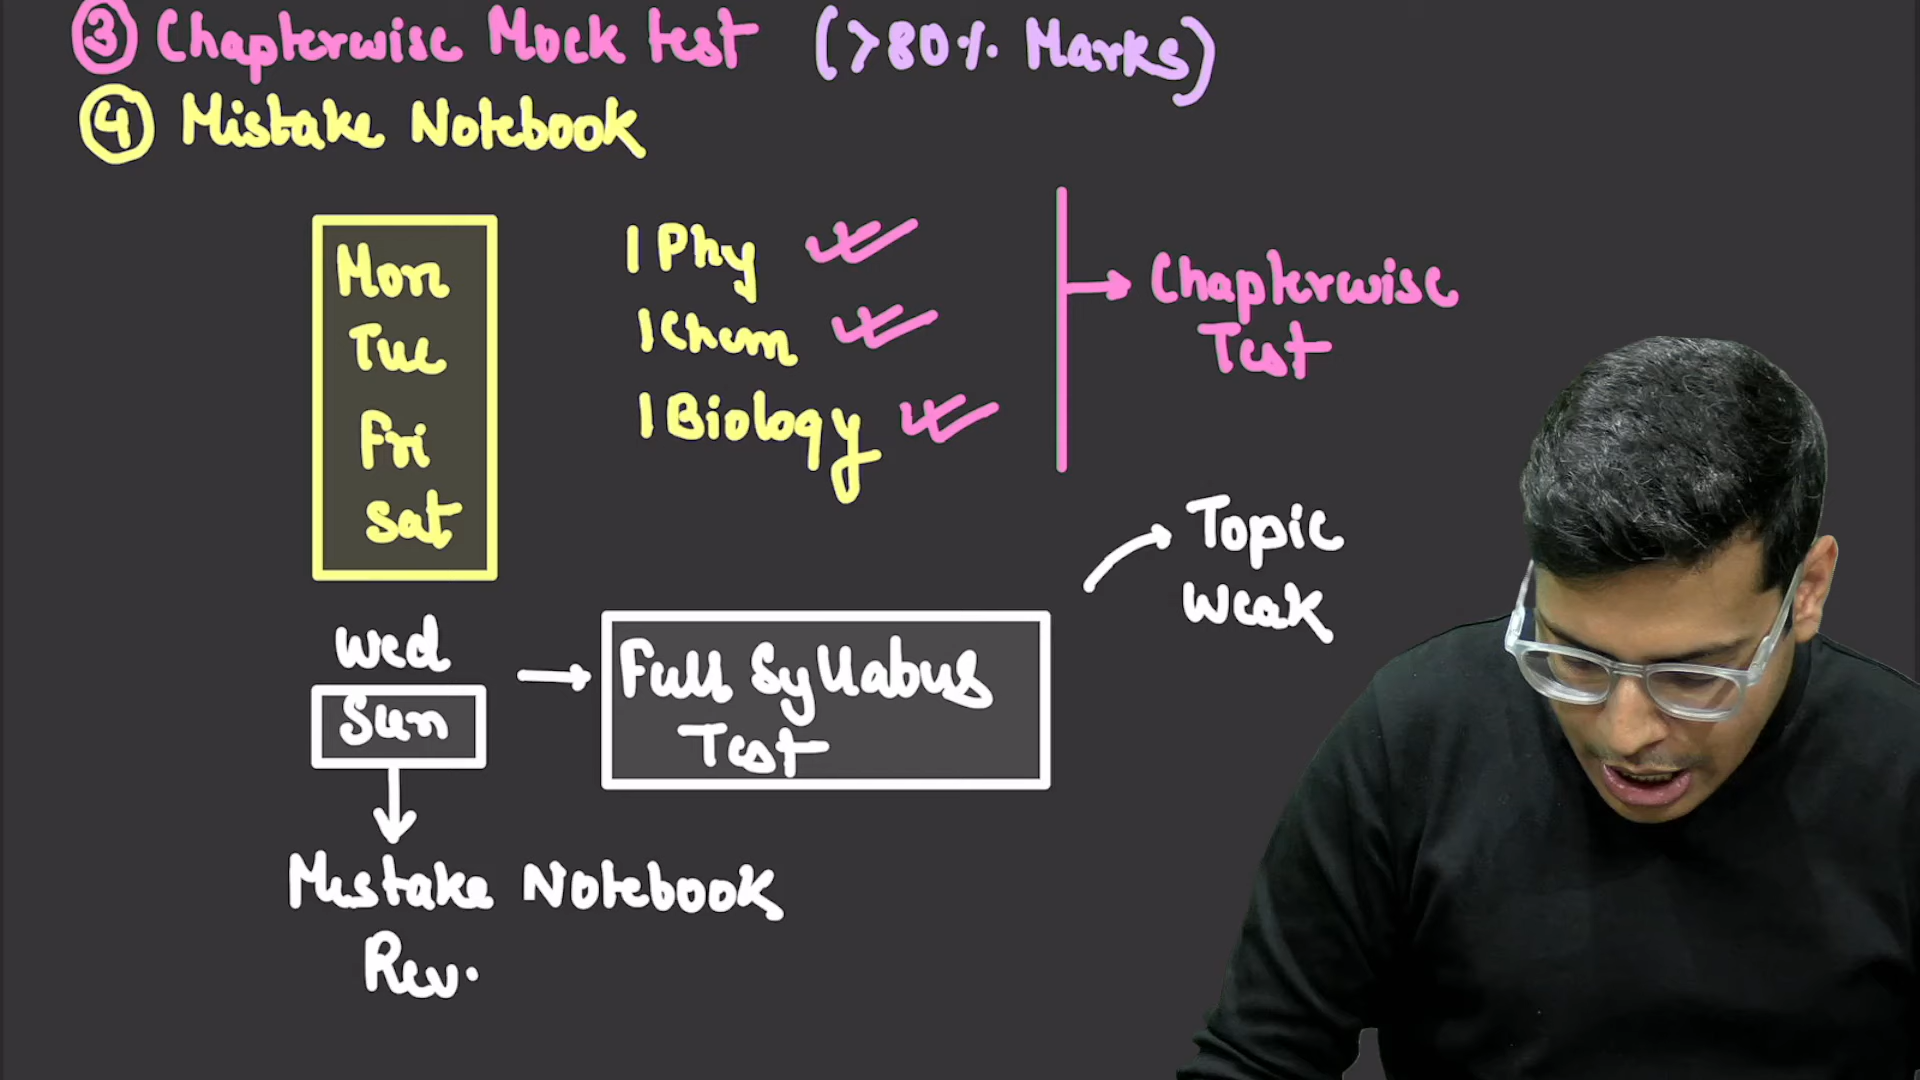 ③ Chapterwise Mock test (>80% Marks)
④ Mistake Notebook
Mon
Tue
Fri
Sat
1 Phy
1 Chem
1 Biology
Chapterwise
Test
Topic
Weak
Wed
Sun
Full Syllabus
Test
Mistake Notebook
Rev.